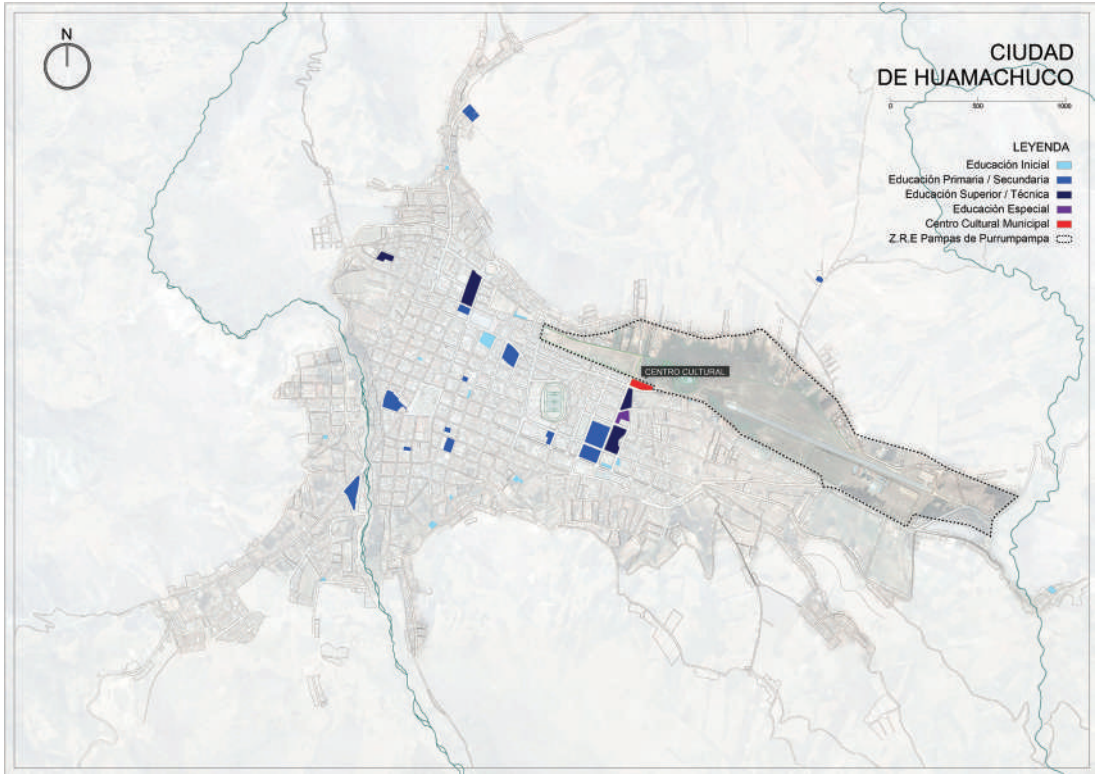 N
CIUDAD
DE HUAMACHUCO
0 500 1000
LEYENDA
Educación Inicial
Educación Primaria / Secundaria
Educación Superior / Técnica
Educación Especial
Centro Cultural Municipal
Z.R.E Pampas de Purrumpampa
CENTRO CULTURAL